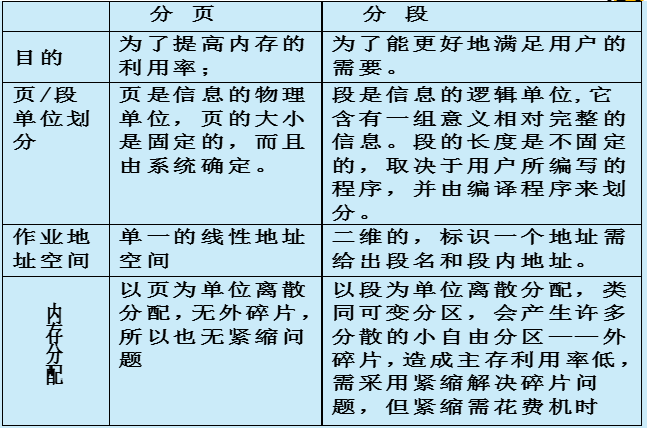 分 页
分 段
目的
为了提高内存的
利用率；
为了能更好地满足用户的
需要。
页/段
单位划
分
页是信息的物理
单位，页的大小
是固定的，而且
由系统确定。
段是信息的逻辑单位,它
含有一组意义相对完整的
信息。段的长度是不固定
的，取决于用户所编写的
程序，并由编译程序来划
分。
作业地
址空间
单一的线性地址
空间
二维的，标识一个地址需
给出段名和段内地址。
内存分配
以页为单位离散
分配,无外碎片，
所以也无紧缩问
题
以段为单位离散分配，类
同可变分区，会产生许多
分散的小自由分区——外
碎片,造成主存利用率低，
需采用紧缩解决碎片问
题，但紧缩需花费机时